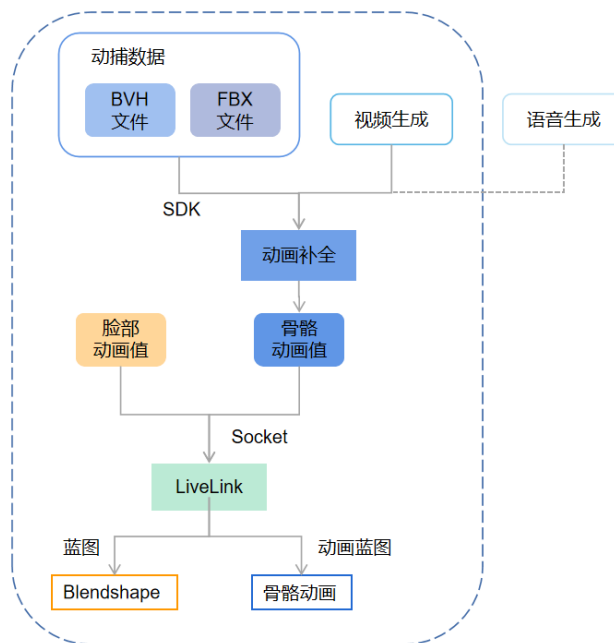 动捕数据
BVH
文件
FBX
文件
视频生成
语音生成
SDK
动画补全
脸部
动画值
骨骼
动画值
Socket
LiveLink
蓝图
动画蓝图
Blendshape
骨骼动画